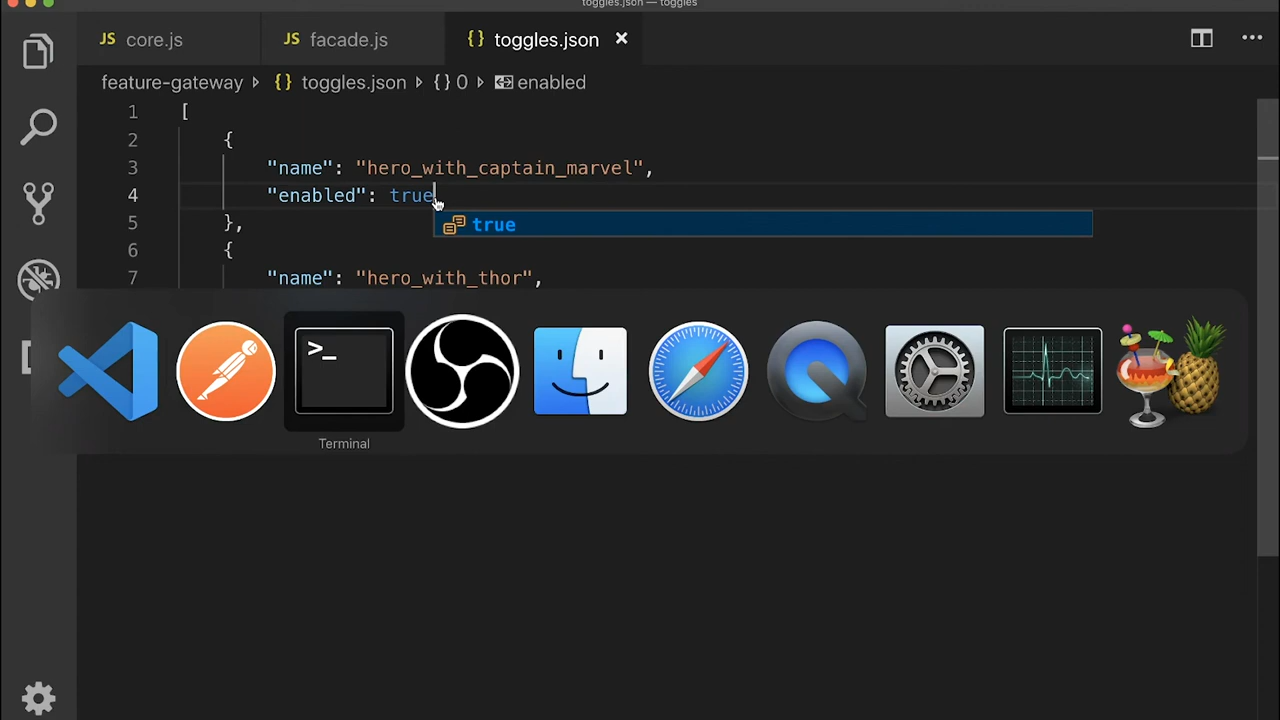 toggles.json — toggles
JS core.js
JS facade.js
{} toggles.json ×
feature-gateway
{} toggles.json
{} 0
enabled
1 [
2 {
3 "name": "hero_with_captain_marvel",
4 "enabled": true
true
5 },
6 {
7 "name": "hero_with_thor",
>_
Terminal